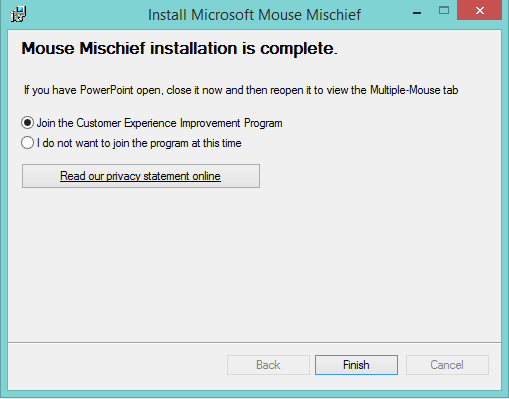 Install Microsoft Mouse Mischief
Mouse Mischief installation is complete.
If you have PowerPoint open, close it now and then reopen it to view the Multiple-Mouse tab
Join the Customer Experience Improvement Program
I do not want to join the program at this time
Read our privacy statement online
Back Finish Cancel